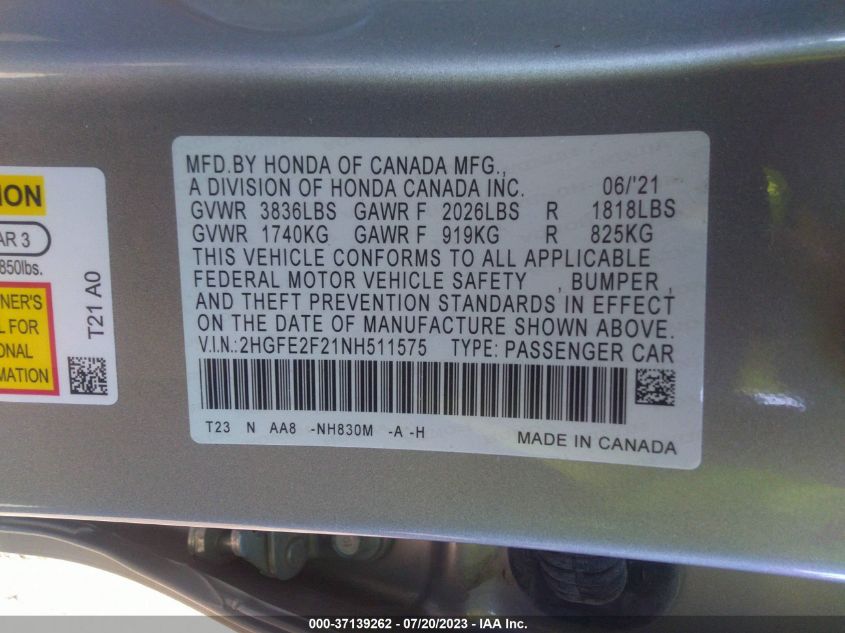 ION
AR 3
850lbs.
NER'S
L FOR
ONAL
MATION
T21 A0
MFD.BY HONDA OF CANADA MFG.,
A DIVISION OF HONDA CANADA INC. 06/'21
GVWR 3836LBS GAWR F 2026LBS R 1818LBS
GVWR 1740KG GAWR F 919KG R 825KG
THIS VEHICLE CONFORMS TO ALL APPLICABLE
FEDERAL MOTOR VEHICLE SAFETY , BUMPER ,
AND THEFT PREVENTION STANDARDS IN EFFECT
ON THE DATE OF MANUFACTURE SHOWN ABOVE.
V.I.N.:2HGFE2F21NH511575 TYPE: PASSENGER CAR
T23 N AA8 -NH830M -A -H
MADE IN CANADA
000-37139262 - 07/20/2023 - IAA Inc.